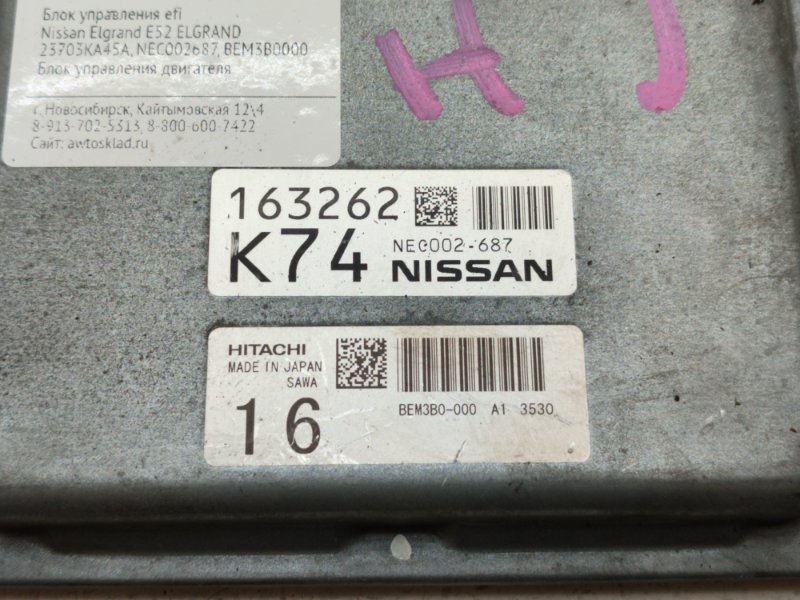 Блок управления efi
Nissan Elgrand E52 ELGRAND
23703KA45A, NEC002687, BEM3B0000
Блок управления двигателя
г. Новосибирск, Кайтымовская 12\4
8-913-702-5313, 8-800-600-7422
Сайт: awtosklad.ru
HJ
163262
K74
NEC002-687
NISSAN
HITACHI
MADE IN JAPAN
SAWA
16
BEM3B0-000 A1 3530